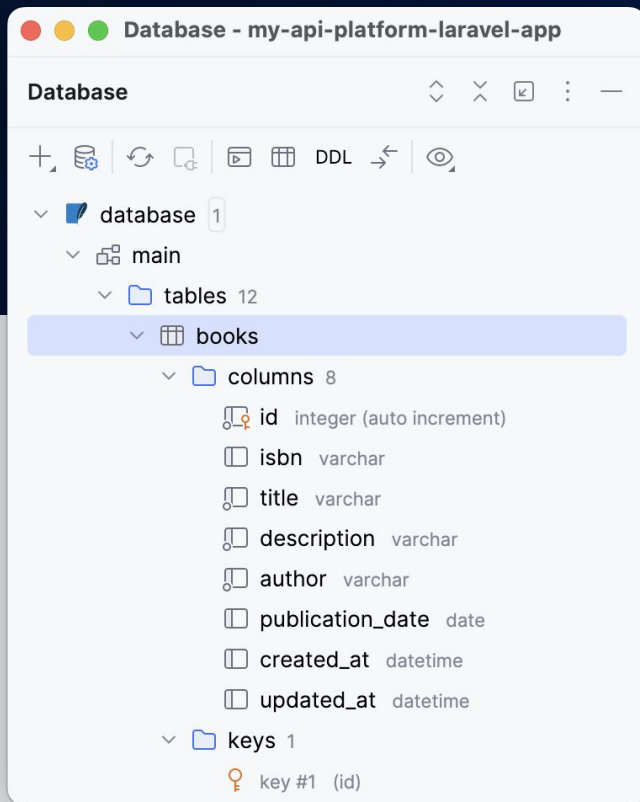 Database - my-api-platform-laravel-app
Database
DDL
database 1
main
tables 12
books
columns 8
id integer (auto increment)
isbn varchar
title varchar
description varchar
author varchar
publication_date date
created_at datetime
updated_at datetime
keys 1
key #1 (id)